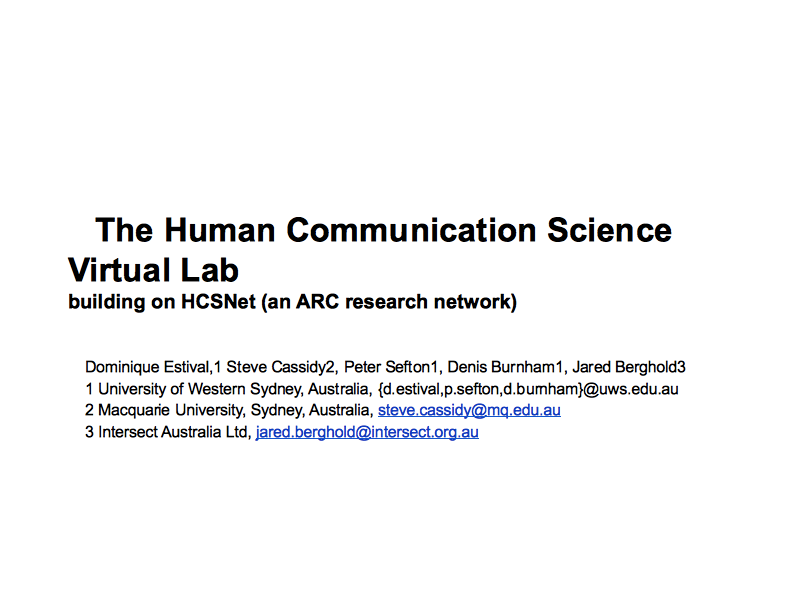 The Human Communication Science
Virtual Lab
building on HCSNet (an ARC research network)
Dominique Estival,1 Steve Cassidy2, Peter Sefton1, Denis Burnham1, Jared Berghold3
1 University of Western Sydney, Australia, {d.estival,p.sefton,d.burnham}@uws.edu.au
2 Macquarie University, Sydney, Australia, steve.cassidy@mq.edu.au
3 Intersect Australia Ltd, jared.berghold@intersect.org.au